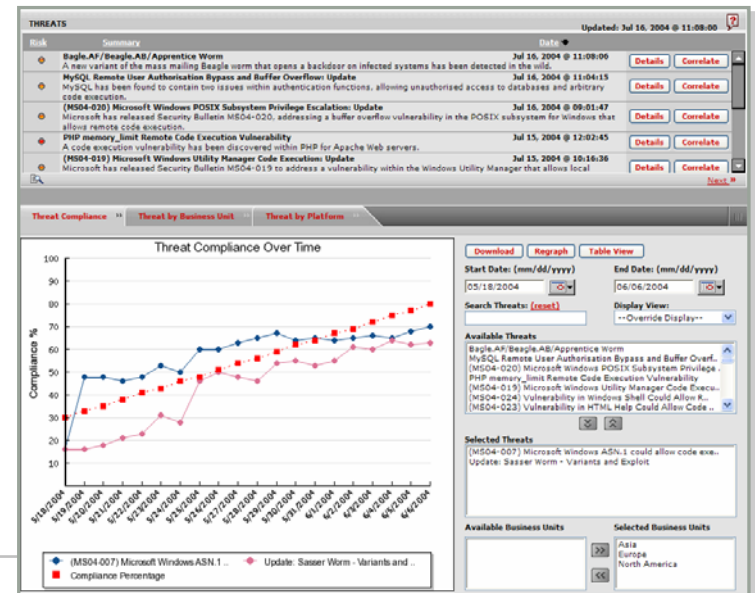 THREATS
Updated: Jul 16, 2004 @ 11:08:00 ?
Risk Summary Date
Bagle.AF/Beagle.AB/Apprentice Worm Jul 16, 2004 @ 11:08:06
A new variant of the mass mailing Beagle worm that opens a backdoor on infected systems has been detected in the wild.
Details Correlate
MySQL Remote User Authorisation Bypass and Buffer Overflow: Update Jul 16, 2004 @ 11:04:15
MySQL has been found to contain two issues within authentication functions, allowing unauthorised access to databases and arbitrary
code execution.
Details Correlate
(MS04-020) Microsoft Windows POSIX Subsystem Privilege Escalation: Update Jul 16, 2004 @ 09:01:47
Microsoft has released Security Bulletin MS04-020, addressing a buffer overflow vulnerability in the POSIX subsystem for Windows that
allows remote code execution.
Details Correlate
PHP memory_limit Remote Code Execution Vulnerability Jul 15, 2004 @ 12:02:45
A code execution vulnerability has been discovered within PHP for Apache Web servers.
Details Correlate
(MS04-019) Microsoft Windows Utility Manager Code Execution: Update Jul 15, 2004 @ 10:16:36
Microsoft has released Security Bulletin MS04-019 to address a vulnerability within the Windows Utility Manager that allows local
Details Correlate
Next »
Threat Compliance Threat by Business Unit Threat by Platform
Threat Compliance Over Time
Compliance %
100
90
80
70
60
50
40
30
20
10
5/18/2004
5/19/2004
5/20/2004
5/21/2004
5/22/2004
5/23/2004
5/24/2004
5/25/2004
5/26/2004
5/27/2004
5/28/2004
5/29/2004
5/30/2004
5/31/2004
6/1/2004
6/2/2004
6/3/2004
6/4/2004
6/5/2004
6/6/2004
(MS04-007) Microsoft Windows ASN.1 .. Update: Sasser Worm - Variants and ..
Compliance Percentage
Download Regraph Table View
Start Date: (mm/dd/yyyy) End Date: (mm/dd/yyyy)
05/18/2004 06/06/2004
Search Threats: (reset) Display View:
--Override Display--
Available Threats
Bagle.AF/Beagle.AB/Apprentice Worm
MySQL Remote User Authorisation Bypass and Buffer Overf..
(MS04-020) Microsoft Windows POSIX Subsystem Privilege .
PHP memory_limit Remote Code Execution Vulnerability
(MS04-019) Microsoft Windows Utility Manager Code Execu..
(MS04-024) Vulnerability in Windows Shell Could Allow R..
(MS04-023) Vulnerability in HTML Help Could Allow Code ..
Selected Threats
(MS04-007) Microsoft Windows ASN.1 could allow code exe..
Update: Sasser Worm - Variants and Exploit
Available Business Units Selected Business Units
Asia
Europe
North America